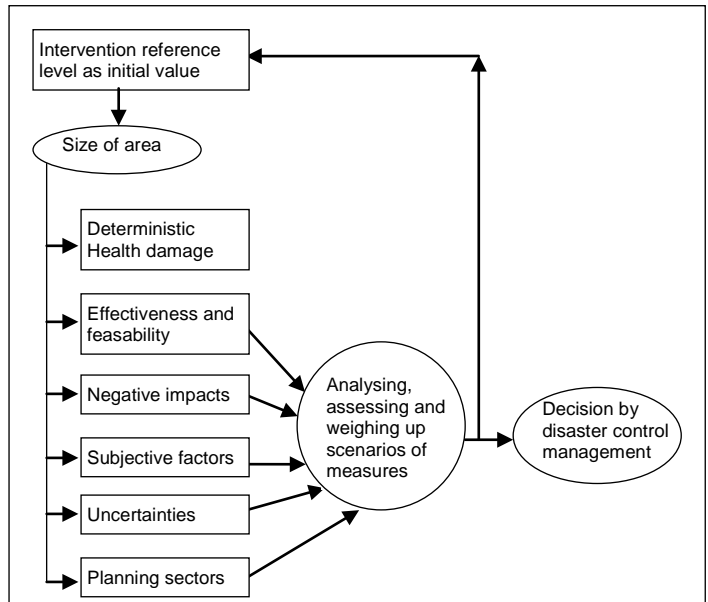 Intervention reference
level as initial value
Size of area
Deterministic
Health damage
Effectiveness and
feasability
Negative impacts
Subjective factors
Uncertainties
Planning sectors
Analysing,
assessing and
weighing up
scenarios of
measures
Decision by
disaster control
management